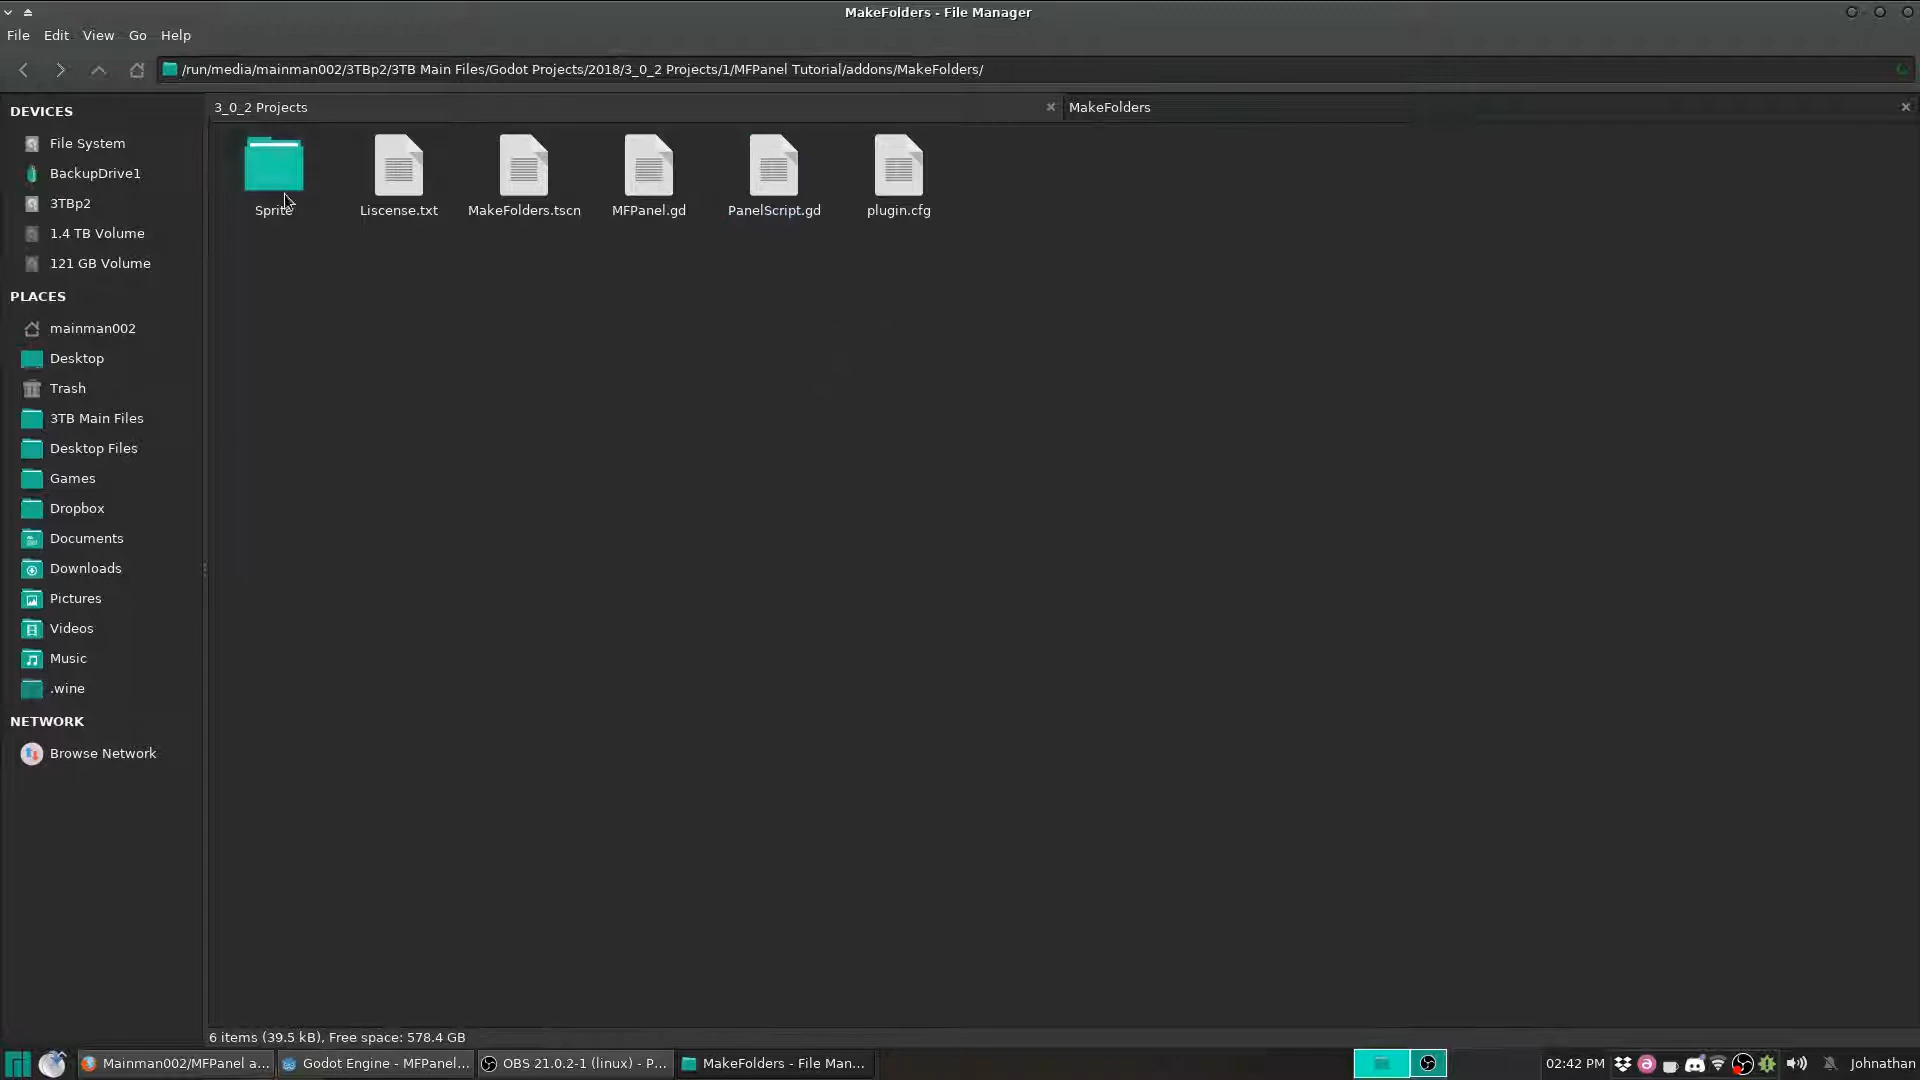 MakeFolders - File Manager
File Edit View Go Help
/run/media/mainman002/3TBp2/3TB Main Files/Godot Projects/2018/3_0_2 Projects/1/MFPanel Tutorial/addons/MakeFolders/
DEVICES
File System
BackupDrive1
3TBp2
1.4 TB Volume
121 GB Volume
PLACES
mainman002
Desktop
Trash
3TB Main Files
Desktop Files
Games
Dropbox
Documents
Downloads
Pictures
Videos
Music
.wine
NETWORK
Browse Network
3_0_2 Projects MakeFolders
Sprite Liscense.txt MakeFolders.tscn MFPanel.gd PanelScript.gd plugin.cfg
6 items (39.5 kB), Free space: 578.4 GB
Mainman002/MFPanel a... Godot Engine - MFPanel... OBS 21.0.2-1 (linux) - P... MakeFolders - File Man... 02:42 PM Johnathan